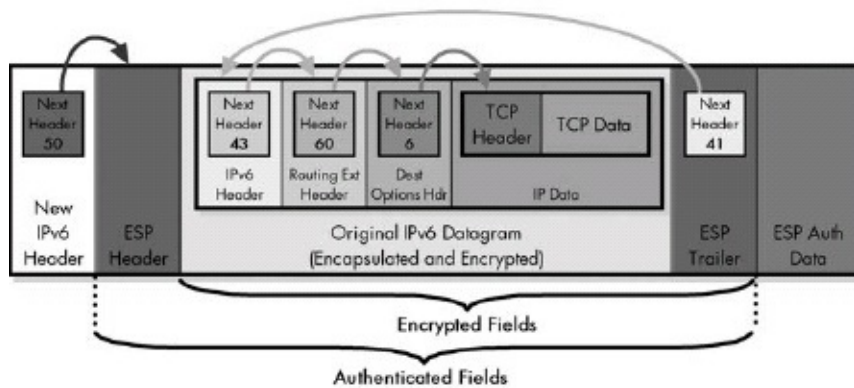 Next
Header
50
New
IPv6
Header
ESP
Header
Next
Header
43
IPv6
Header
Next
Header
60
Routing Ext
Header
Next
Header
6
Dest
Options Hdr
TCP
Header
TCP Data
IP Data
Original IPv6 Datagram
(Encapsulated and Encrypted)
Next
Header
41
ESP
Trailer
ESP Auth
Data
Encrypted Fields
Authenticated Fields